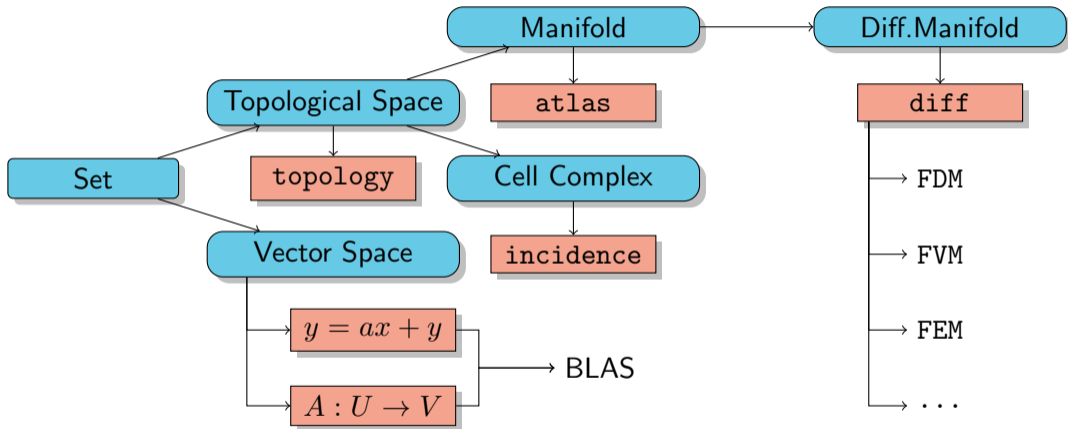 Manifold
Diff.Manifold
Topological Space
atlas
diff
Set
topology
Cell Complex
FDM
Vector Space
incidence
FVM
y = ax + y
FEM
BLAS
A : U → V
...